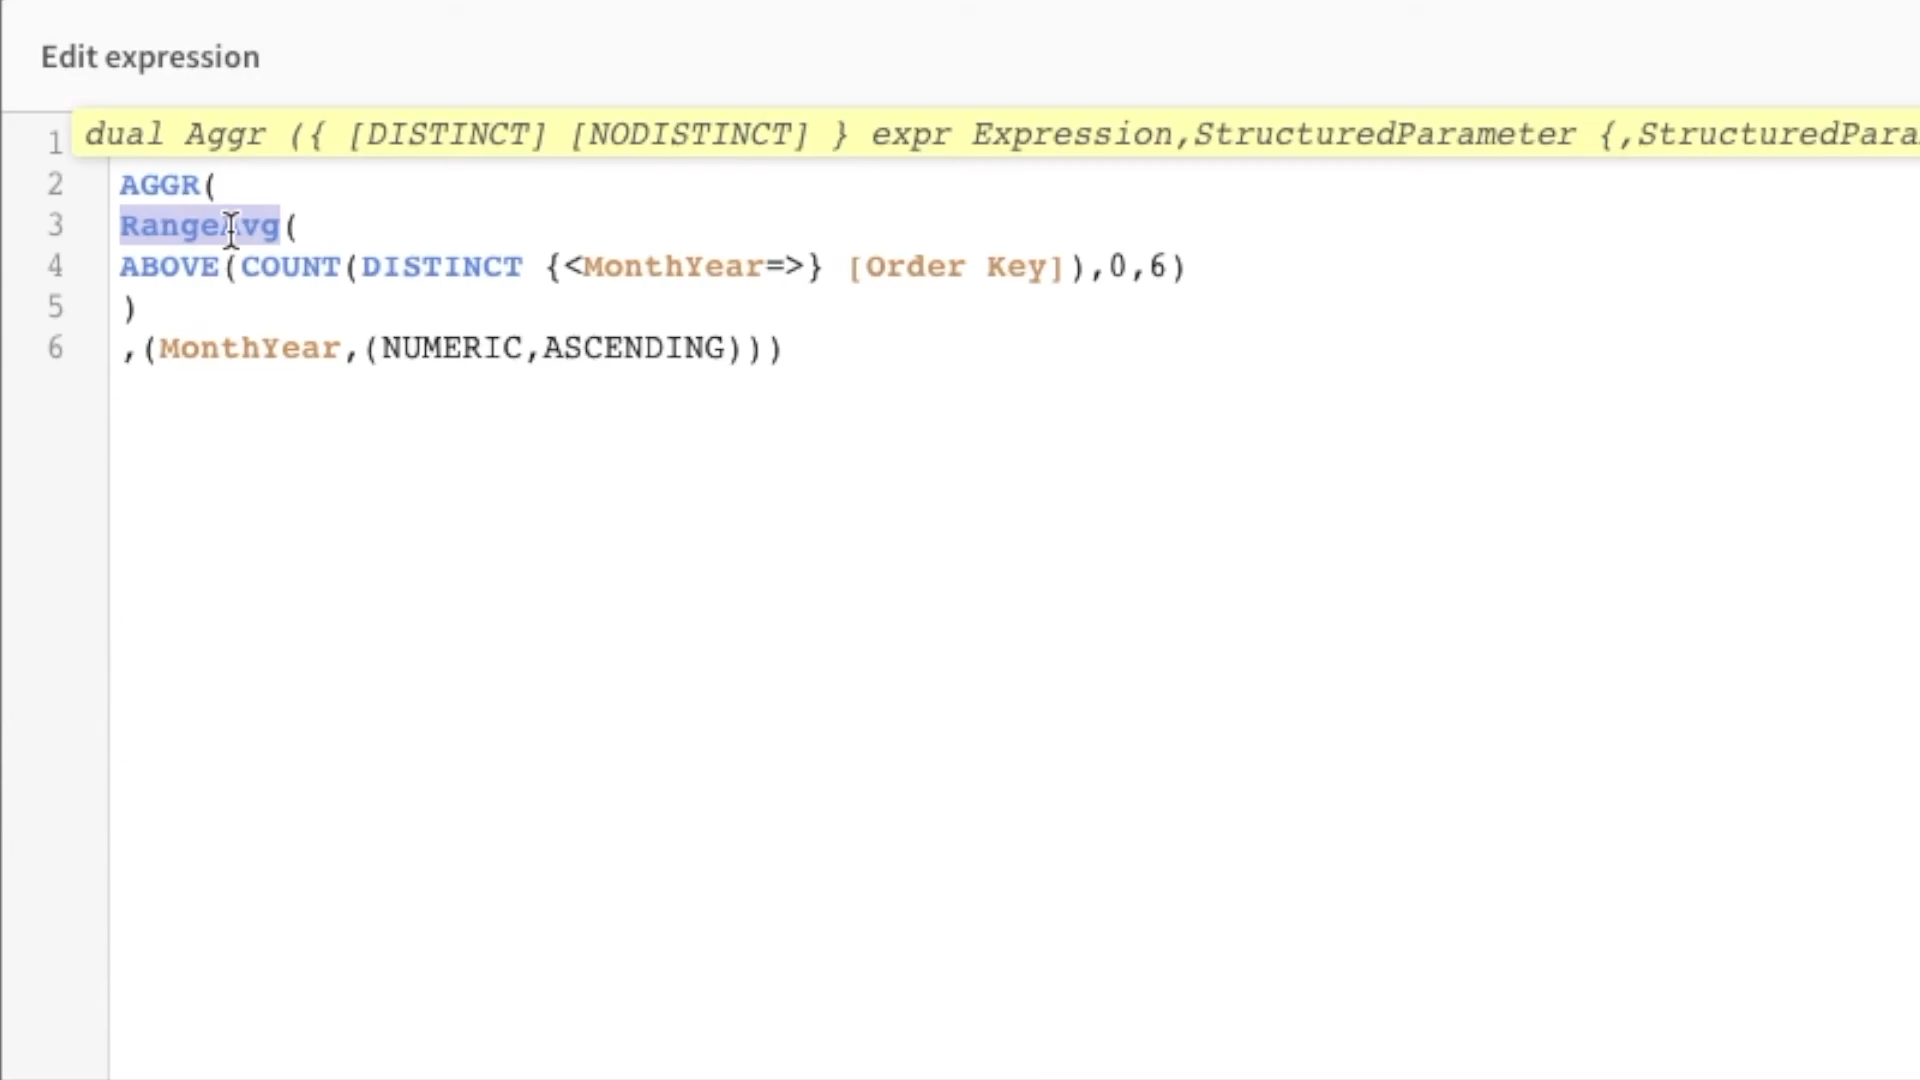 Edit expression
1
dual Aggr ({ [DISTINCT] [NODISTINCT] } expr Expression,StructuredParameter {,StructuredPara
2 AGGR(
3 RangeAvg(
4 ABOVE(COUNT(DISTINCT {<MonthYear=>} [Order Key]),0,6)
5 )
6 ,(MonthYear,(NUMERIC,ASCENDING)))